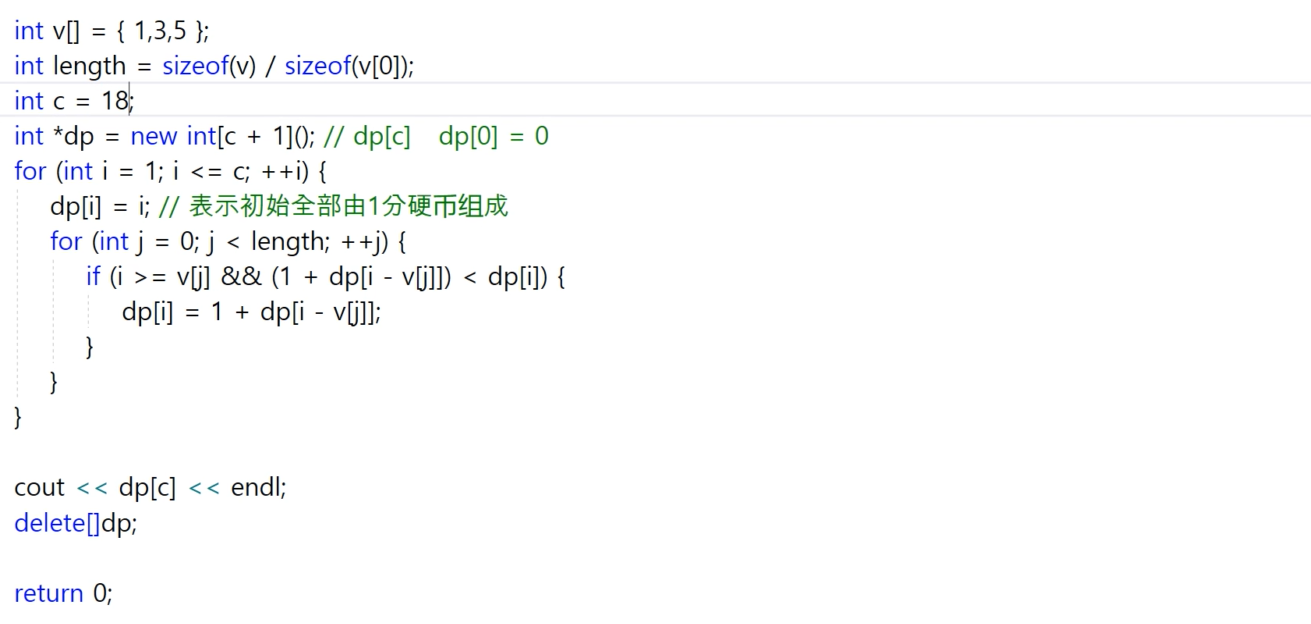 int v[] = { 1,3,5 };
int length = sizeof(v) / sizeof(v[0]);
int c = 18;
int *dp = new int[c + 1](); // dp[c]   dp[0] = 0
for (int i = 1; i <= c; ++i) {
    dp[i] = i; // 表示初始全部由1分硬币组成
    for (int j = 0; j < length; ++j) {
        if (i >= v[j] && (1 + dp[i - v[j]]) < dp[i]) {
            dp[i] = 1 + dp[i - v[j]];
        }
    }
}
cout << dp[c] << endl;
delete[]dp;
return 0;